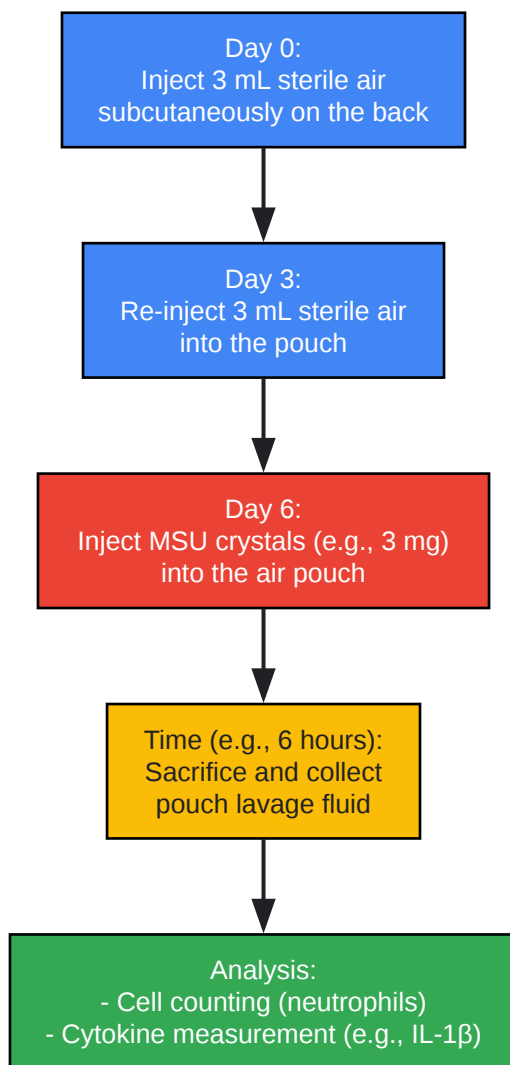 Day 0:
Inject 3 mL sterile air
subcutaneously on the back
Day 3:
Re-inject 3 mL sterile air
into the pouch
Day 6:
Inject MSU crystals (e.g., 3 mg)
into the air pouch
Time (e.g., 6 hours):
Sacrifice and collect
pouch lavage fluid
Analysis:
- Cell counting (neutrophils)
- Cytokine measurement (e.g., IL-1β)